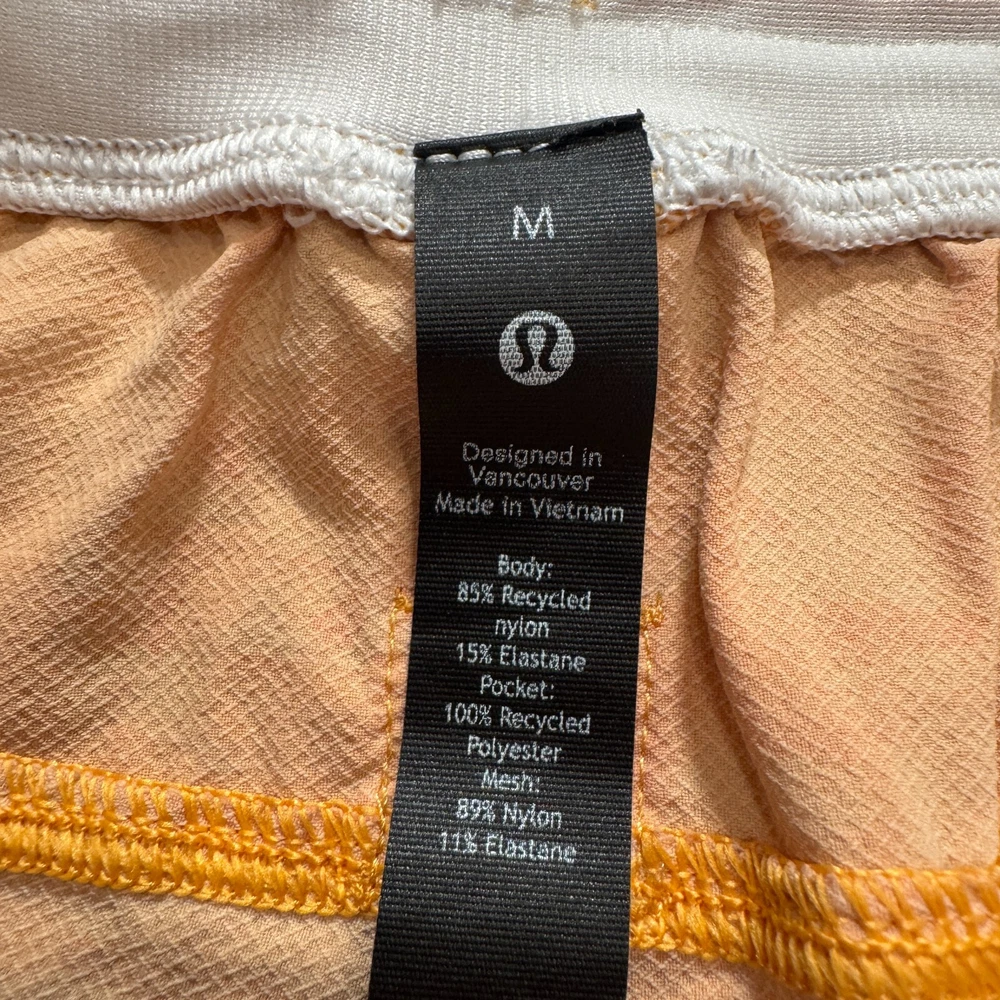 M
Designed in
Vancouver
Made in Vietnam
Body:
85% Recycled
nylon
15% Elastane
Pocket:
100% Recycled
Polyester
Mesh:
89% Nylon
11% Elastane